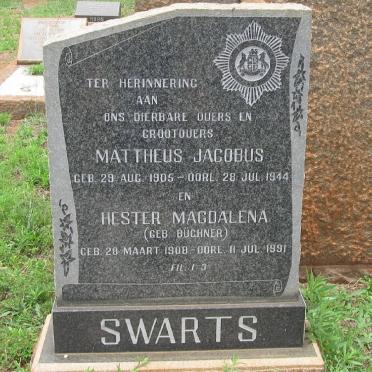 TER HERINNERING
AAN
ONS DIERBARE OUERS EN
GROOTOUERS
MATTHEUS JACOBUS
GEB. 29 AUG. 1905 - OORL. 28 JUL. 1944
EN
HESTER MAGDALENA
(GEB. BÜCHNER)
GEB. 28 MAART 1908 - OORL. 11 JUL. 1991
FIL. 1-3
SWARTS